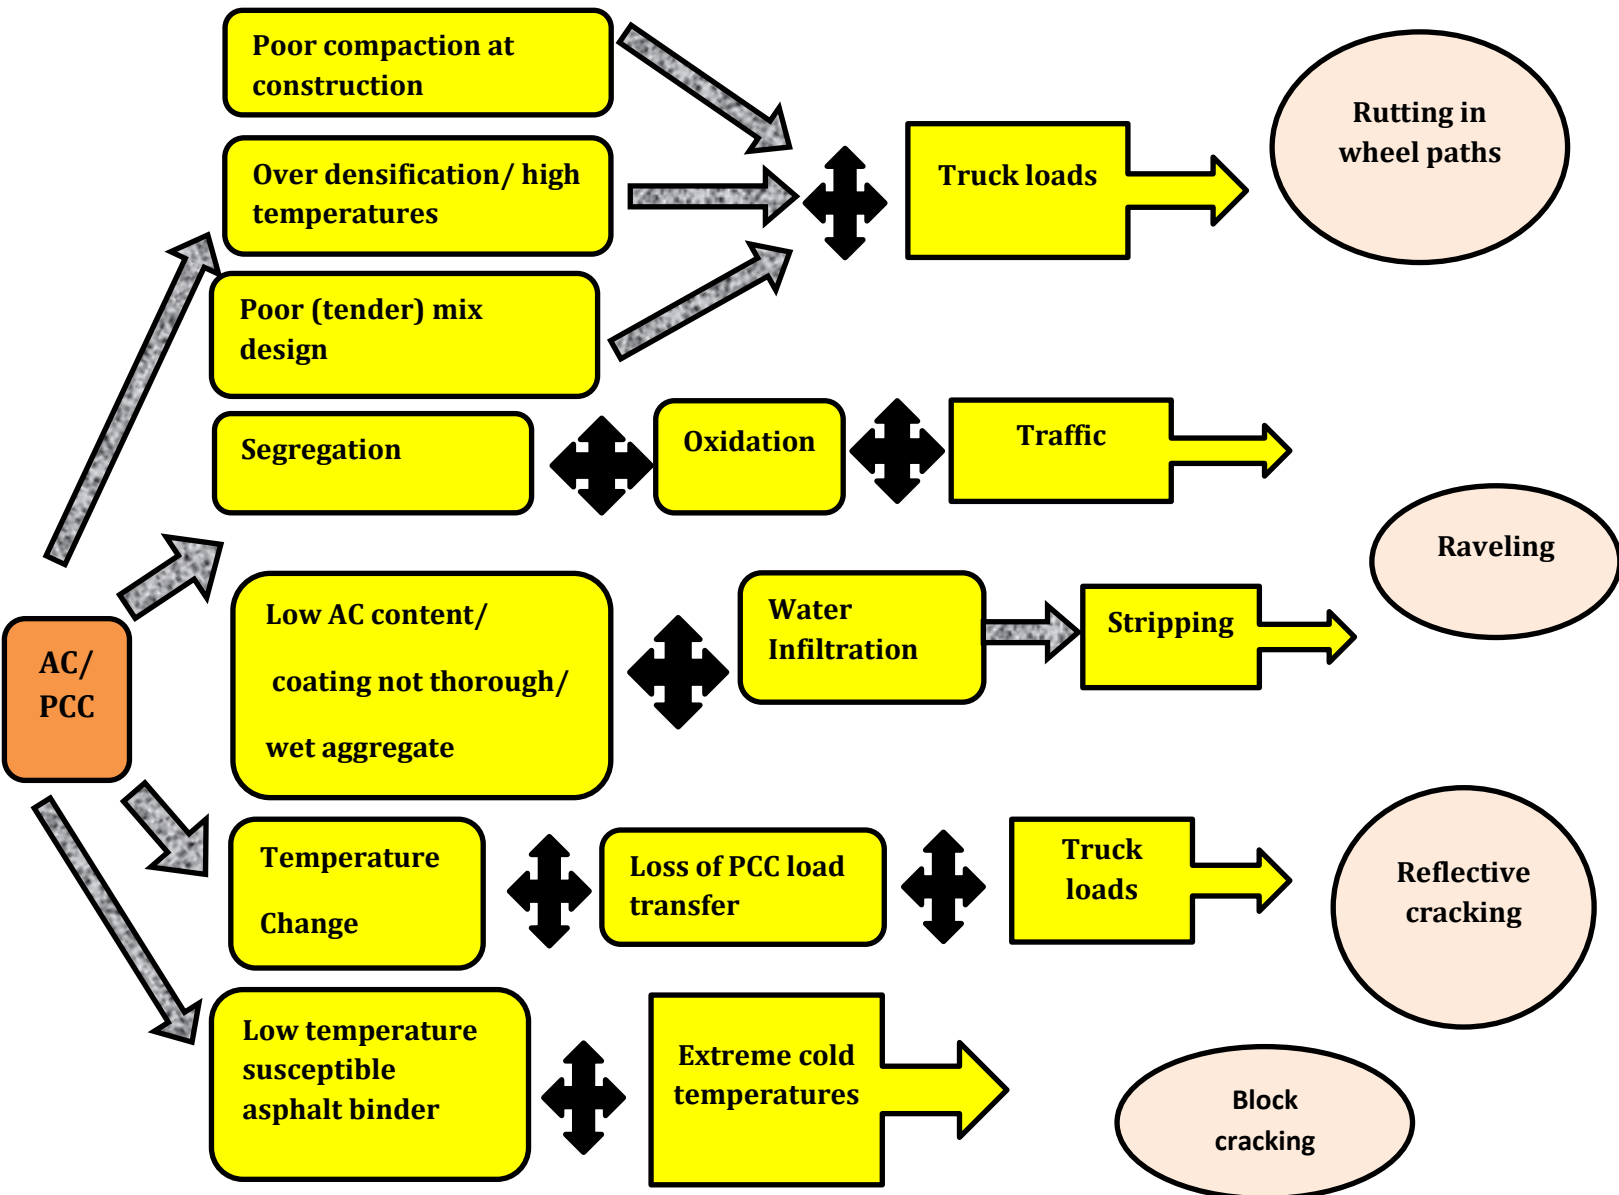 Poor compaction at
construction
Over densification/ high
temperatures
Poor (tender) mix
design
Truck loads
Rutting in
wheel paths
Segregation
Oxidation
Traffic
Raveling
Low AC content/
coating not thorough/
wet aggregate
Water
Infiltration
Stripping
AC/
PCC
Temperature
Change
Loss of PCC load
transfer
Truck
loads
Reflective
cracking
Low temperature
susceptible
asphalt binder
Extreme cold
temperatures
Block
cracking